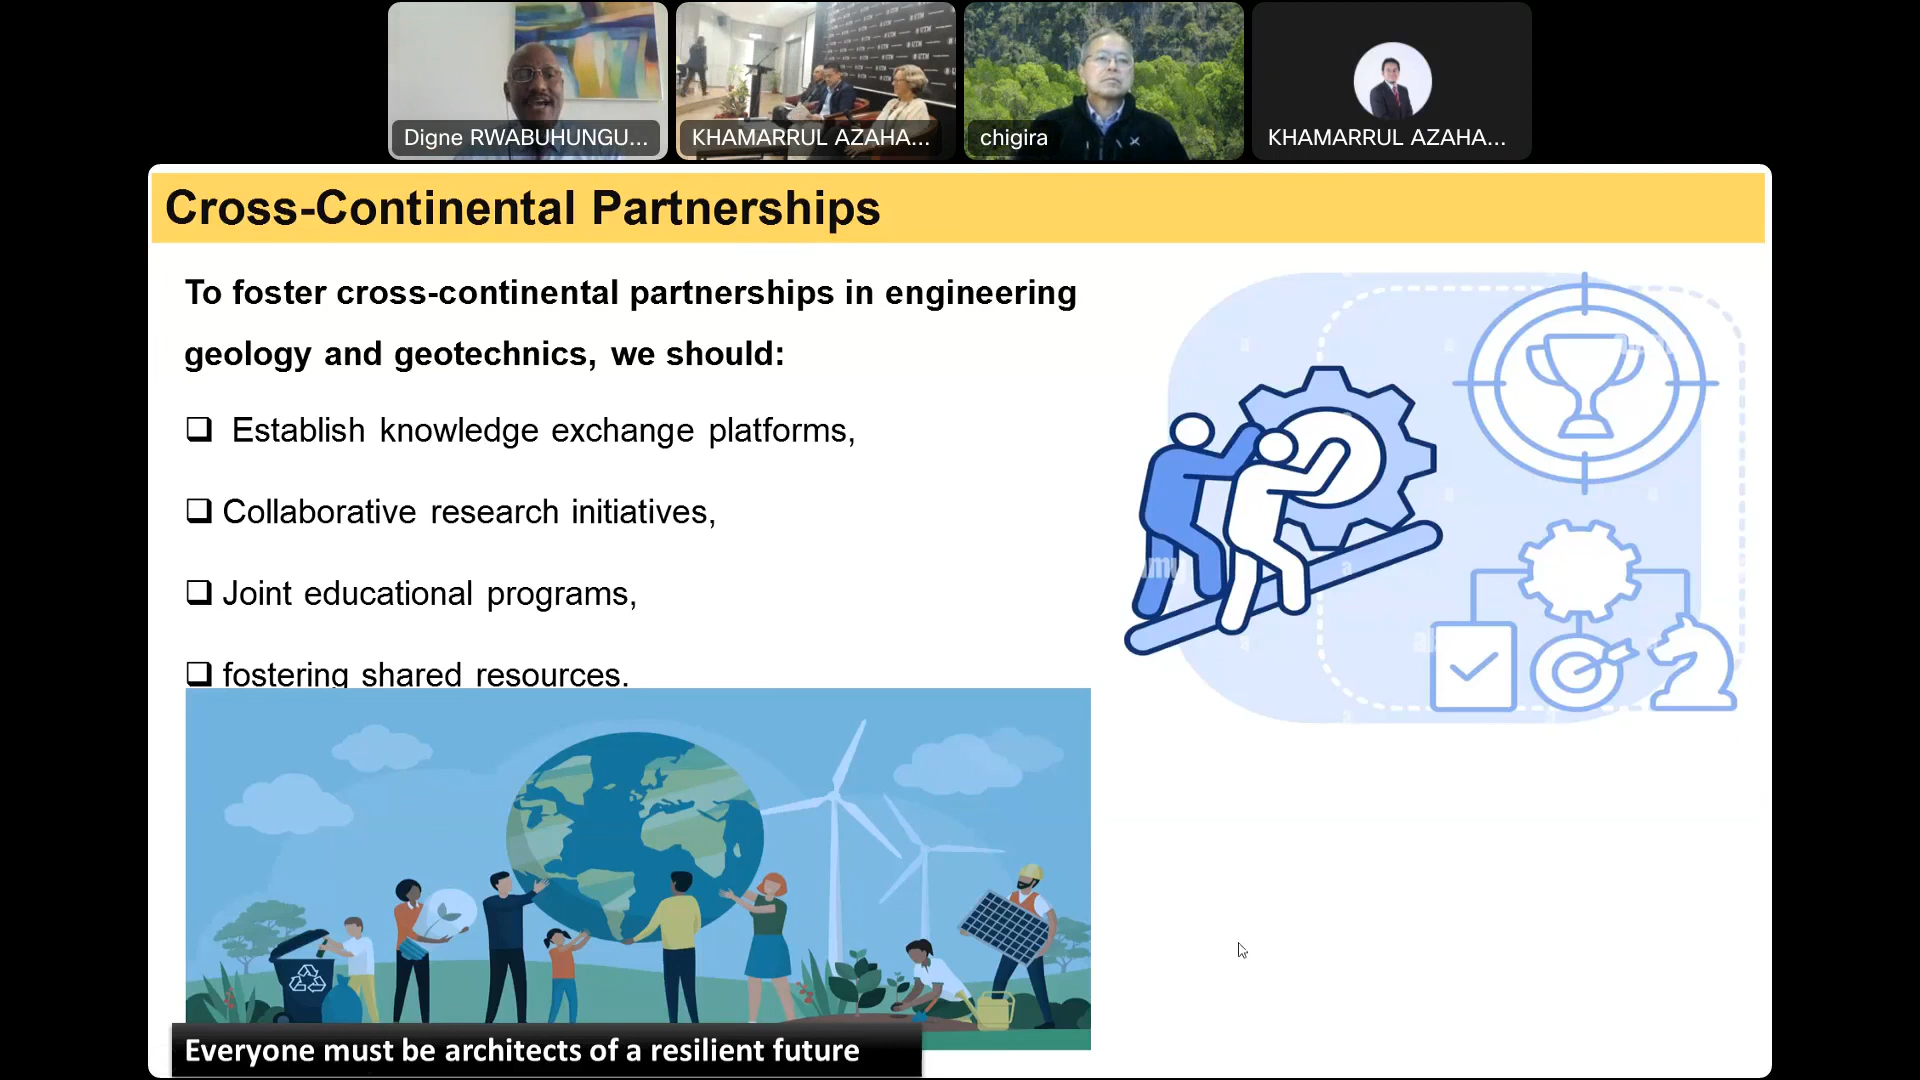 Digne RWABUHUNGU...
KHAMARRUL AZAHA...
chigira
KHAMARRUL AZAHA...
Cross-Continental Partnerships
To foster cross-continental partnerships in engineering
geology and geotechnics, we should:
❑ Establish knowledge exchange platforms,
❑ Collaborative research initiatives,
❑ Joint educational programs,
❑ fostering shared resources.
Everyone must be architects of a resilient future